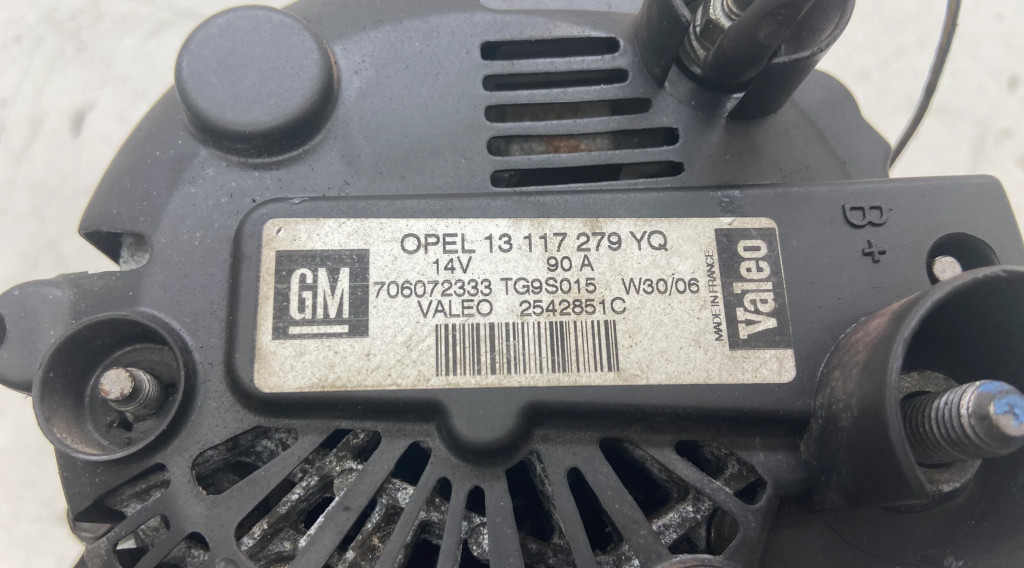 OPEL 13 117 279 YQ
14V 90 A
GM
706072333 TG9S015 W30/06
VALEO 2542851C
MADE IN FRANCE
Valeo
B+